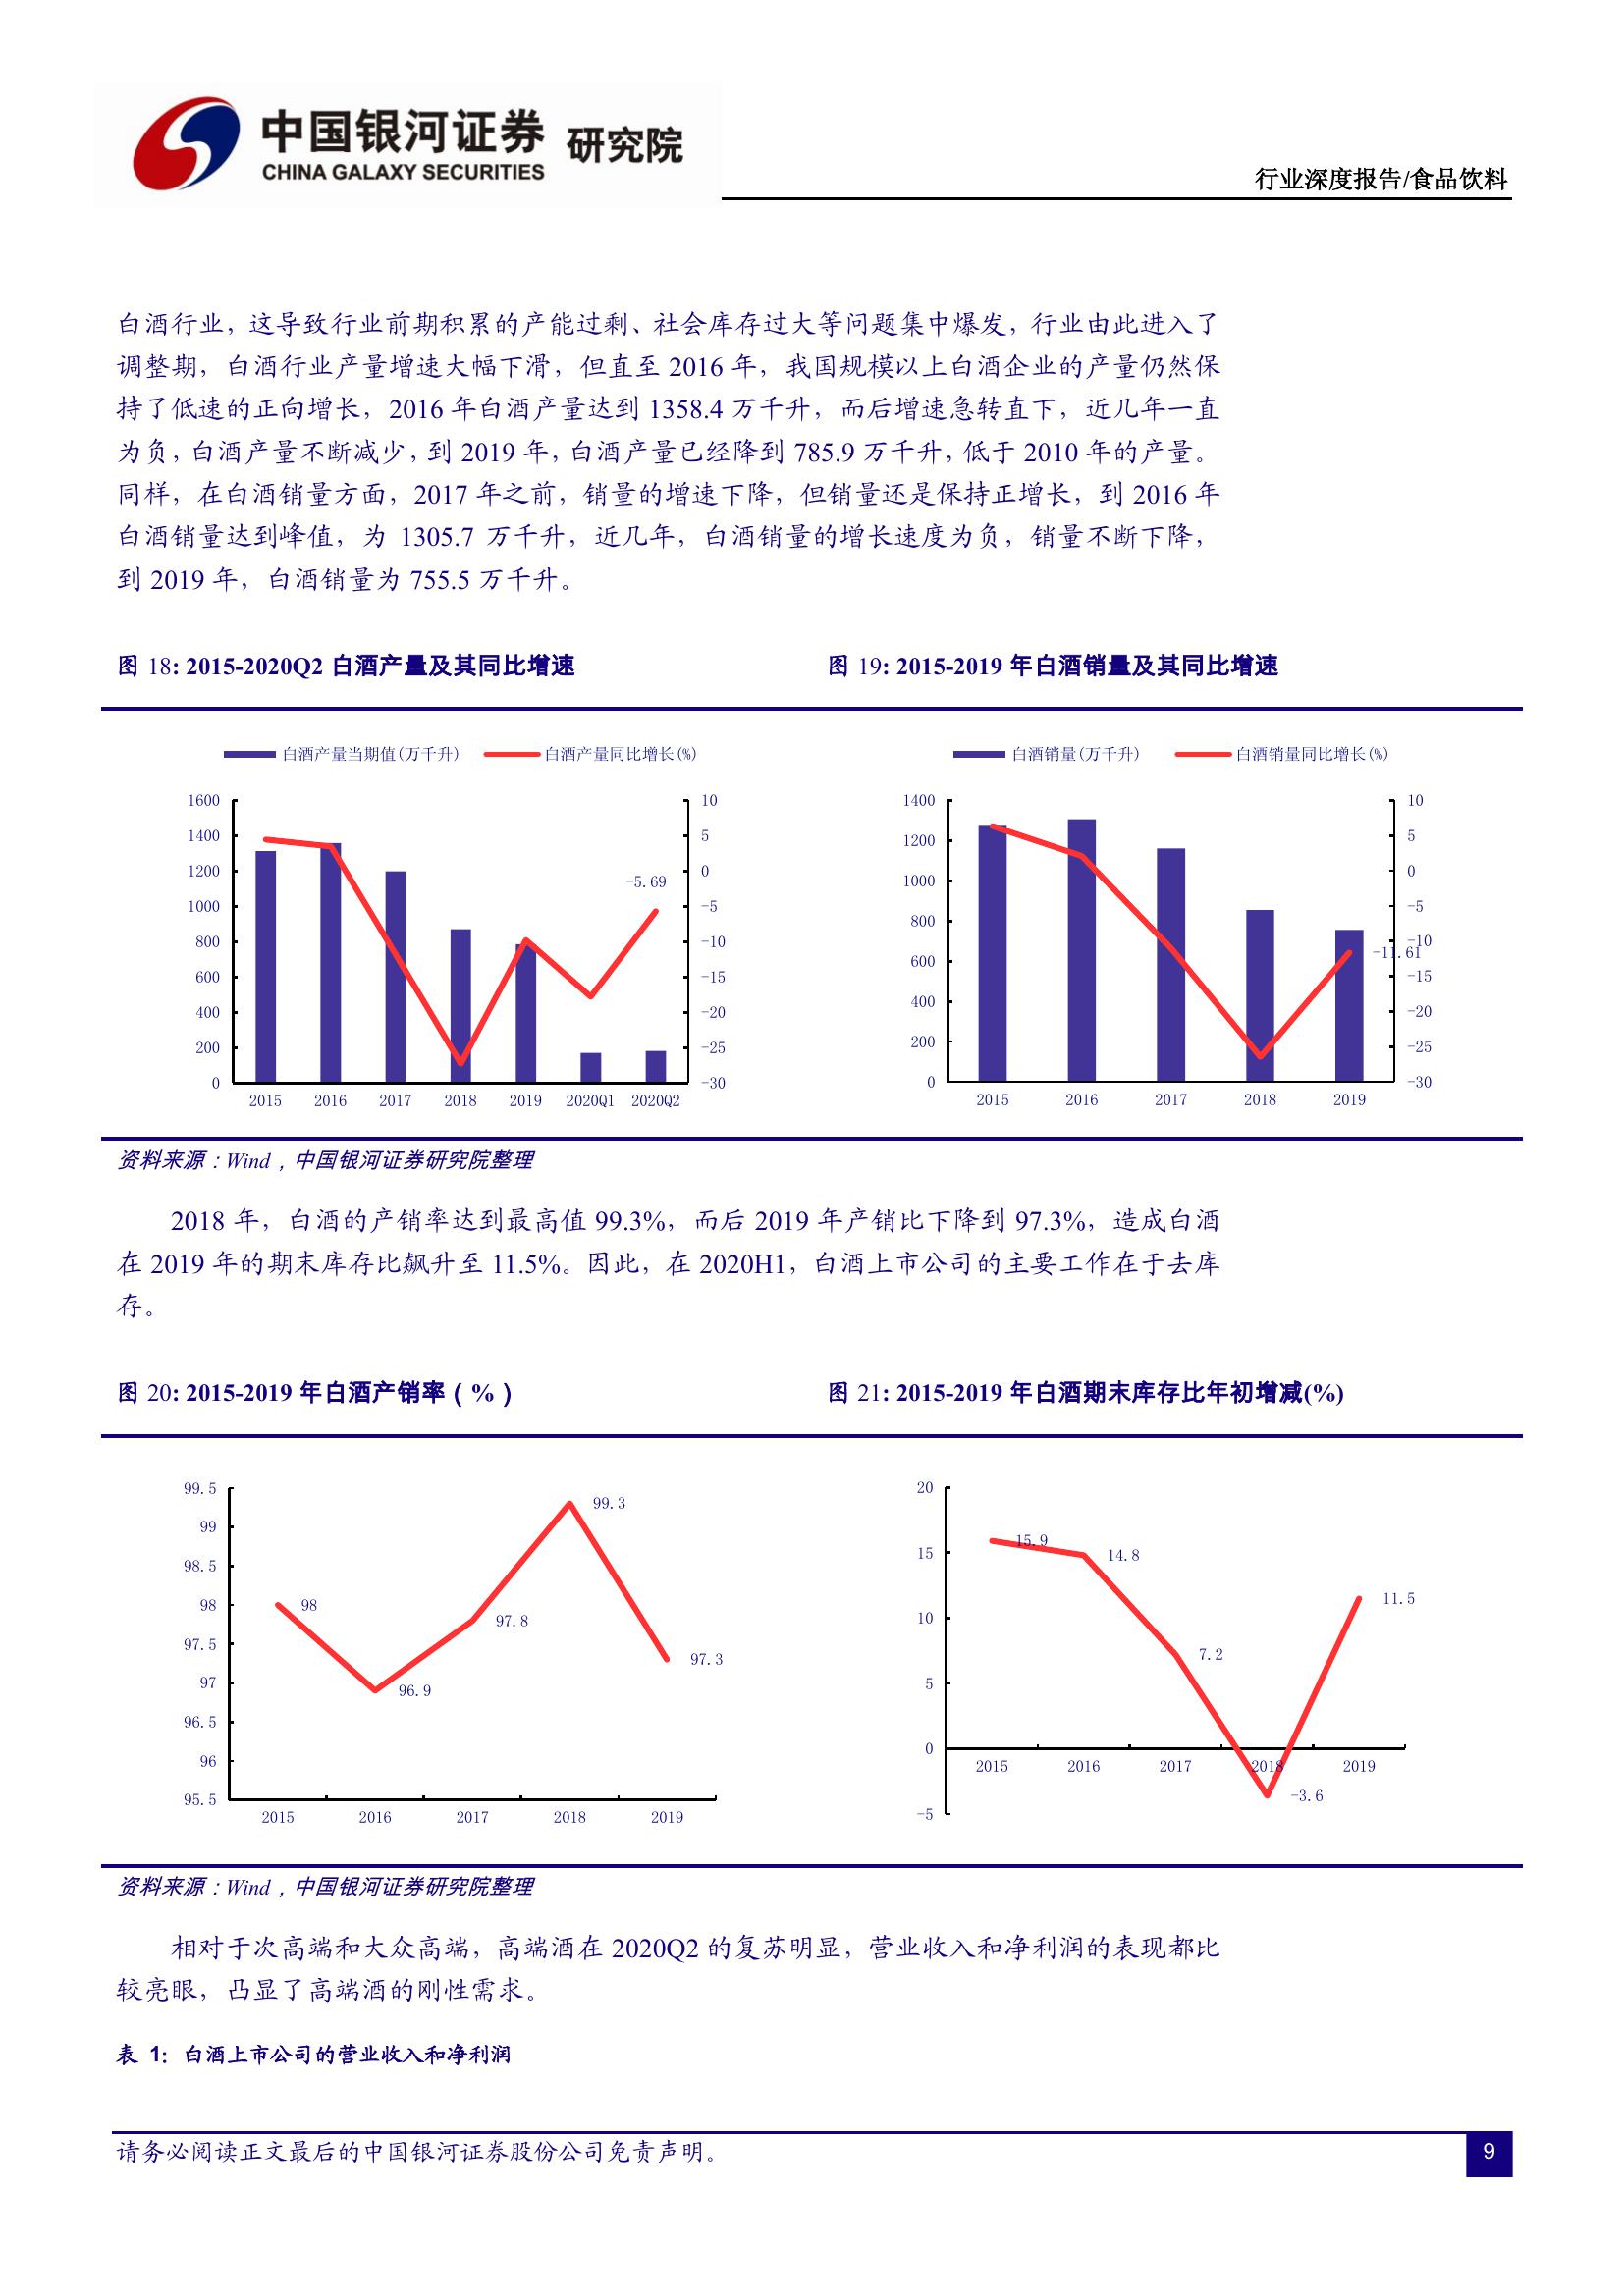 中国银河证券 研究院
CHINA GALAXY SECURITIES
行业深度报告/食品饮料
白酒行业，这导致行业前期积累的产能过剩、社会库存过大等问题集中爆发，行业由此进入了
调整期，白酒行业产量增速大幅下滑，但直至 2016 年，我国规模以上白酒企业的产量仍然保
持了低速的正向增长，2016 年白酒产量达到 1358.4 万千升，而后增速急转直下，近几年一直
为负，白酒产量不断减少，到 2019 年，白酒产量已经降到 785.9 万千升，低于 2010 年的产量。
同样，在白酒销量方面，2017 年之前，销量的增速下降，但销量还是保持正增长，到 2016 年
白酒销量达到峰值，为 1305.7 万千升，近几年，白酒销量的增长速度为负，销量不断下降，
到 2019 年，白酒销量为 755.5 万千升。
图 18: 2015-2020Q2 白酒产量及其同比增速
白酒产量当期值(万千升) 白酒产量同比增长(%)
1600 10
1400 5
1200 0
-5.69
1000 -5
800 -10
600 -15
400 -20
200 -25
0 -30
2015 2016 2017 2018 2019 2020Q1 2020Q2
图 19: 2015-2019 年白酒销量及其同比增速
白酒销量(万千升) 白酒销量同比增长(%)
1400 10
1200 5
1000 0
800 -5
600 -10
-11.61
400 -15
200 -20
0 -25
-30
2015 2016 2017 2018 2019
资料来源：Wind，中国银河证券研究院整理
2018 年，白酒的产销率达到最高值 99.3%，而后 2019 年产销比下降到 97.3%，造成白酒
在 2019 年的期末库存比飙升至 11.5%。因此，在 2020H1，白酒上市公司的主要工作在于去库
存。
图 20: 2015-2019 年白酒产销率（%）
99.5
99.3
99
98.5
98 98
97.5 97.8
97.3
97
96.9
96.5
96
95.5
2015 2016 2017 2018 2019
图 21: 2015-2019 年白酒期末库存比年初增减(%)
20
15.9
15 14.8
11.5
10
7.2
5
0
2015 2016 2017 2018 2019
-3.6
-5
资料来源：Wind，中国银河证券研究院整理
相对于次高端和大众高端，高端酒在 2020Q2 的复苏明显，营业收入和净利润的表现都比
较亮眼，凸显了高端酒的刚性需求。
表 1：白酒上市公司的营业收入和净利润
请务必阅读正文最后的中国银河证券股份公司免责声明。
9